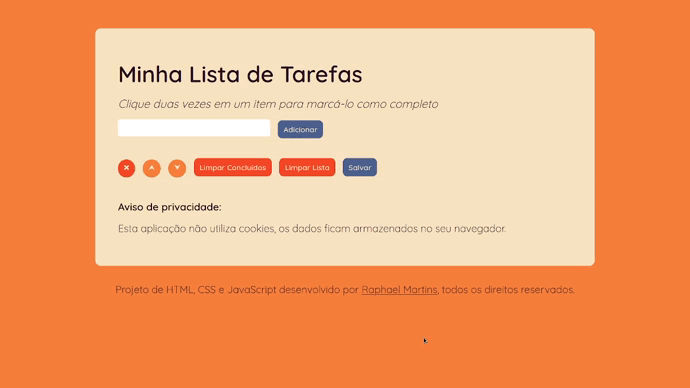 Minha Lista de Tarefas
Clique duas vezes em um item para marcá-lo como completo
Adicionar
Limpar Concluídos Limpar Lista Salvar
Aviso de privacidade:
Esta aplicação não utiliza cookies, os dados ficam armazenados no seu navegador.
Projeto de HTML, CSS e JavaScript desenvolvido por Raphael Martins, todos os direitos reservados.